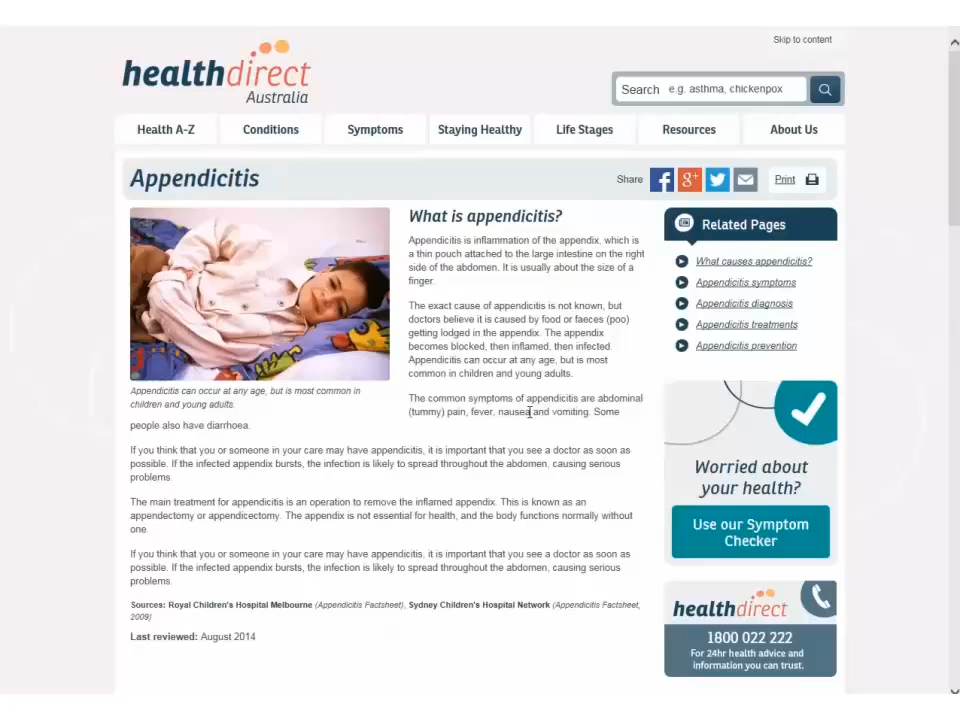 Skip to content
healthdirect
Australia
Search e.g. asthma, chickenpox
Health A-Z Conditions Symptoms Staying Healthy Life Stages Resources About Us
Appendicitis
Share f g+ Print
What is appendicitis?
Appendicitis is inflammation of the appendix, which is
a thin pouch attached to the large intestine on the right
side of the abdomen. It is usually about the size of a
finger.
The exact cause of appendicitis is not known, but
doctors believe it is caused by food or faeces (poo)
getting lodged in the appendix. The appendix
becomes blocked, then inflamed, then infected.
Appendicitis can occur at any age, but is most
common in children and young adults.
Appendicitis can occur at any age, but is most common in
children and young adults.
The common symptoms of appendicitis are abdominal
(tummy) pain, fever, nausea and vomiting. Some
people also have diarrhoea.
If you think that you or someone in your care may have appendicitis, it is important that you see a doctor as soon as
possible. If the infected appendix bursts, the infection is likely to spread throughout the abdomen, causing serious
problems.
The main treatment for appendicitis is an operation to remove the inflamed appendix. This is known as an
appendectomy or appendicectomy. The appendix is not essential for health, and the body functions normally without
one.
If you think that you or someone in your care may have appendicitis, it is important that you see a doctor as soon as
possible. If the infected appendix bursts, the infection is likely to spread throughout the abdomen, causing serious
problems.
Sources: Royal Children's Hospital Melbourne (Appendicitis Factsheet), Sydney Children's Hospital Network (Appendicitis Factsheet,
2009)
Last reviewed: August 2014
Related Pages
What causes appendicitis?
Appendicitis symptoms
Appendicitis diagnosis
Appendicitis treatments
Appendicitis prevention
Worried about
your health?
Use our Symptom
Checker
healthdirect
1800 022 222
For 24hr health advice and
information you can trust.